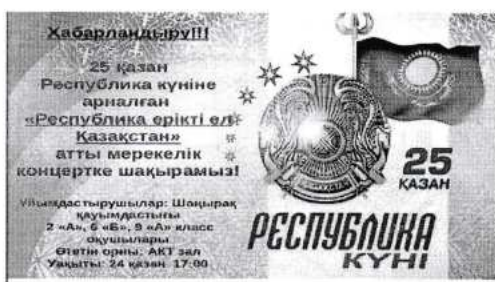 Хабарландыру!!!
25 қазан
Республика күніне
арналған
«Республика ерікті ел
Қазақстан»
атты мерекелік
концертке шақырамыз!
Ұйымдастырушылар: Шаңырақ
қауымдастығы
2 «А», 6 «Б», 9 «А» класс
оқушылары
Өтетін орны: АКТ зал
Уақыты: 24 қазан 17:00
ҚАЗАҚСТАН
25
ҚАЗАН
РЕСПУБЛИКА
КҮНІ